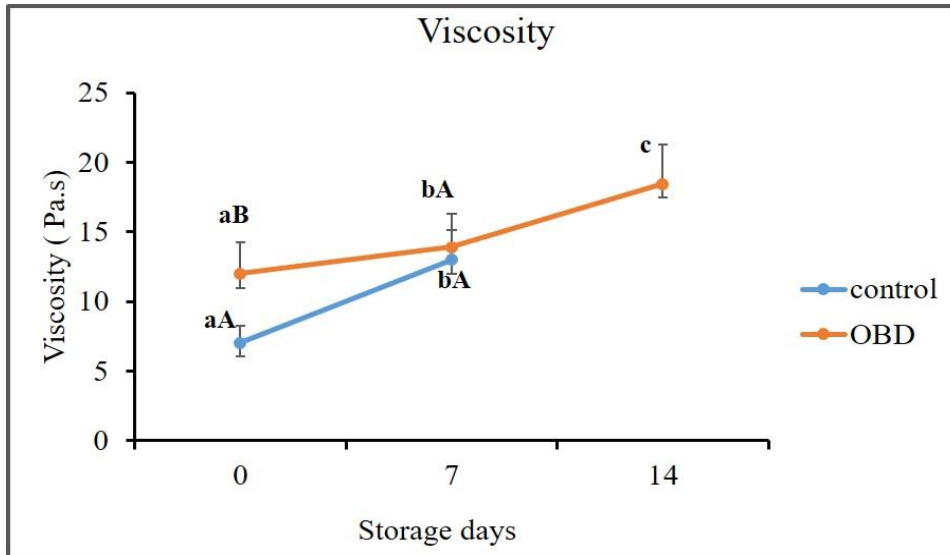 Viscosity
25
20
15
10
5
0
Viscosity ( Pa.s)
aB
aA
bA
bA
c
0 7 14
Storage days
control
OBD